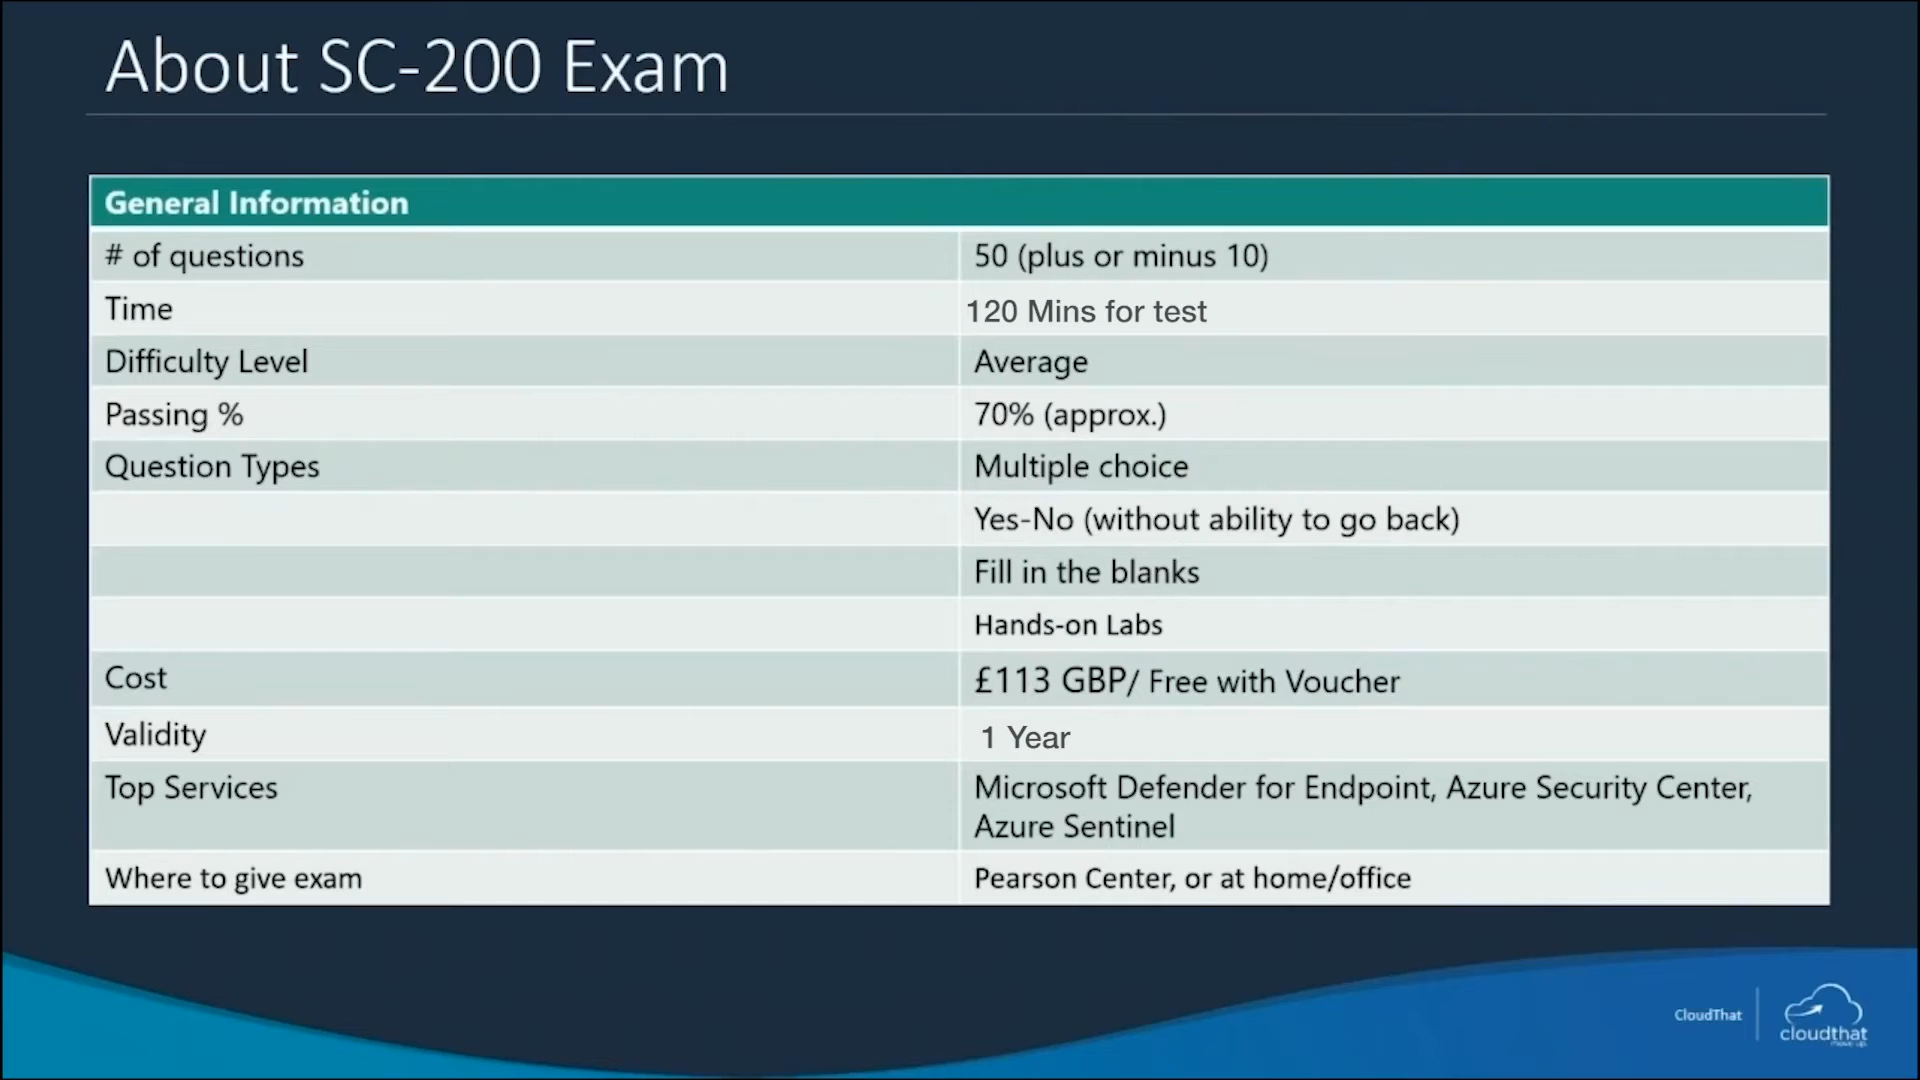 About SC-200 Exam
General Information
# of questions
50 (plus or minus 10)
Time
120 Mins for test
Difficulty Level
Average
Passing %
70% (approx.)
Question Types
Multiple choice
Yes-No (without ability to go back)
Fill in the blanks
Hands-on Labs
Cost
£113 GBP/ Free with Voucher
Validity
1 Year
Top Services
Microsoft Defender for Endpoint, Azure Security Center,
Azure Sentinel
Where to give exam
Pearson Center, or at home/office
CloudThat
cloudthat
move up.